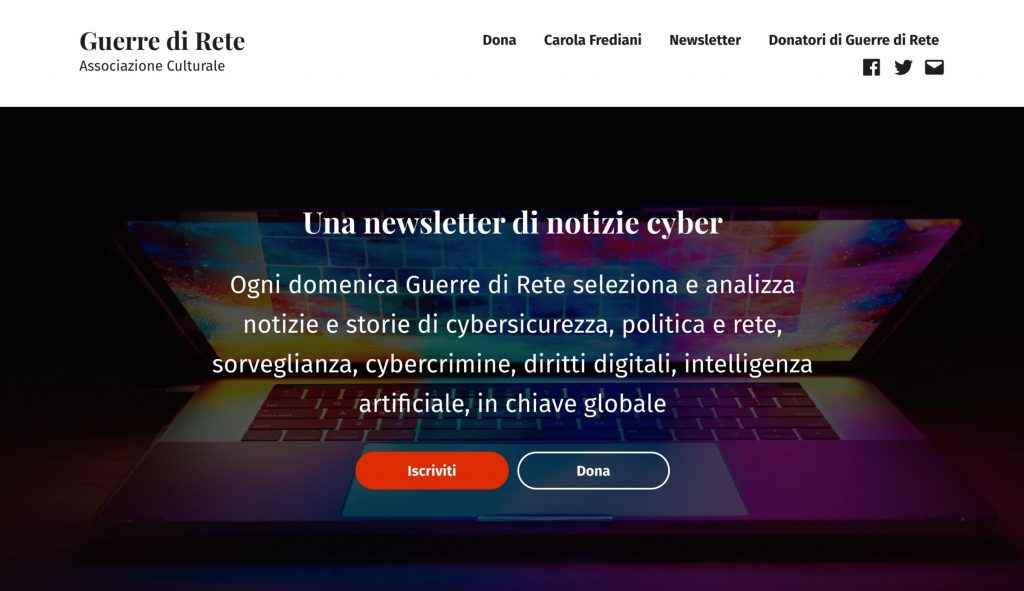 Guerre di Rete
Associazione Culturale
Dona Carola Frediani Newsletter Donatori di Guerre di Rete
Una newsletter di notizie cyber
Ogni domenica Guerre di Rete seleziona e analizza
notizie e storie di cybersicurezza, politica e rete,
sorveglianza, cybercrimine, diritti digitali, intelligenza
artificiale, in chiave globale
Iscriviti Dona